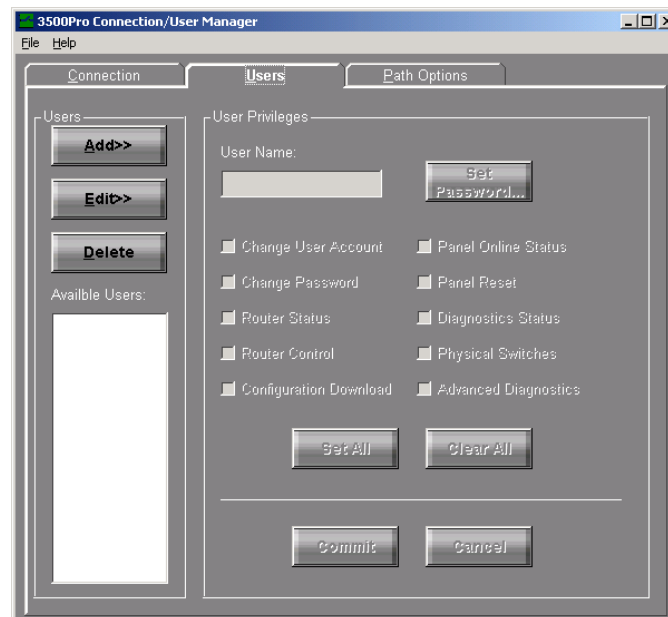 3500Pro Connection/User Manager
File Help
Connection Users Path Options
Users
Add>>
Edit>>
Delete
Availble Users:
User Privileges
User Name:
Set
Password...
Change User Account Panel Online Status
Change Password Panel Reset
Router Status Diagnostics Status
Router Control Physical Switches
Configuration Download Advanced Diagnostics
Set All Clear All
Commit Cancel